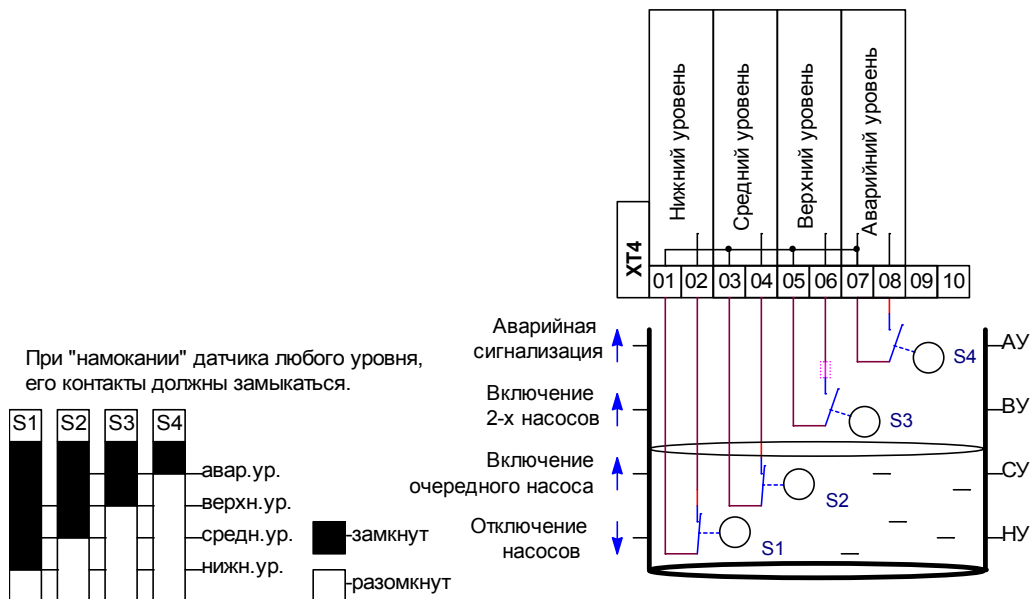 Нижний уровень
Средний уровень
Верхний уровень
Аварийный уровень
XT4
01 02 03 04 05 06 07 08 09 10
Аварийная
сигнализация
S4
АУ
При "намокании" датчика любого уровня,
его контакты должны замыкаться.
Включение
2-х насосов
S3
ВУ
S1 S2 S3 S4
Включение
очередного насоса
S2
СУ
авар.ур.
верхн.ур.
средн.ур.
нижн.ур.
-замкнут
-разомкнут
Отключение
насосов
S1
НУ